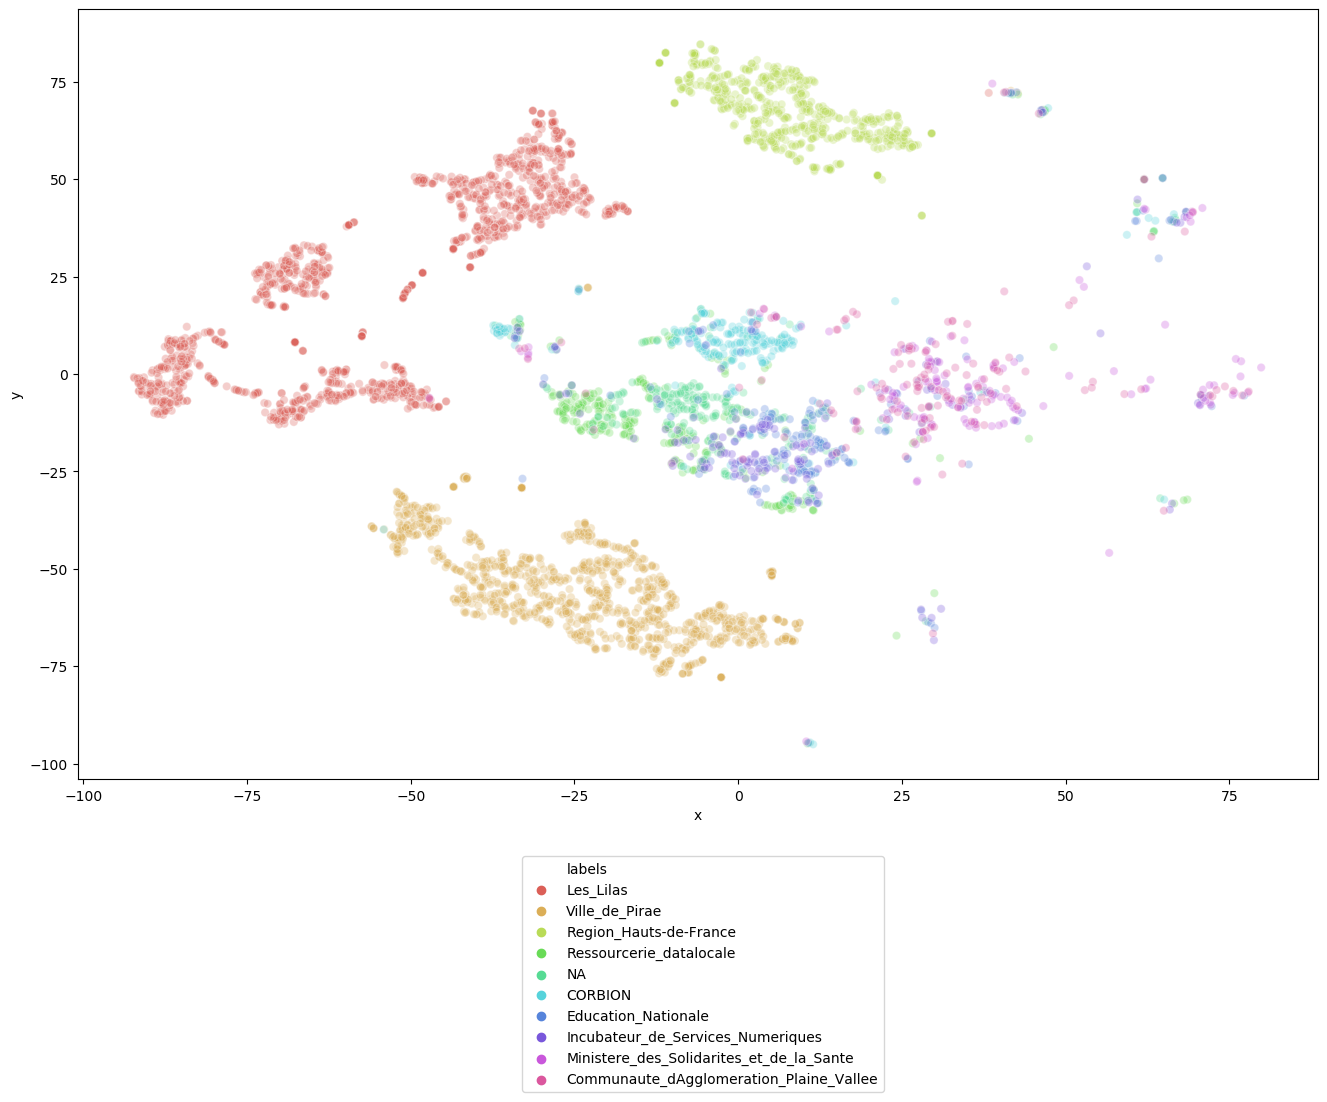 75
50
25
0
−25
−50
−75
−100
y
−100
−75
−50
−25
0
25
50
75
x
labels
Les_Lilas
Ville_de_Pirae
Region_Hauts-de-France
Ressourcerie_datalocale
NA
CORBION
Education_Nationale
Incubateur_de_Services_Numeriques
Ministere_des_Solidarites_et_de_la_Sante
Communaute_dAgglomeration_Plaine_Vallee